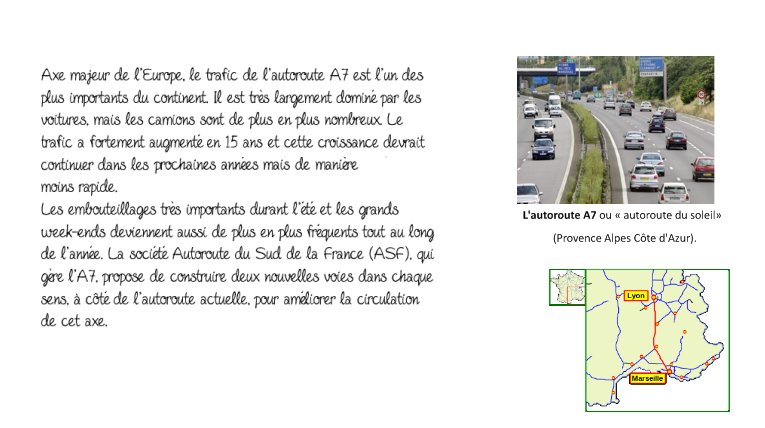 Axe majeur de l'Europe, le trafic de l'autoroute A7 est l'un des
plus importants du continent. Il est très largement dominé par les
voitures, mais les camions sont de plus en plus nombreux. Le
trafic a fortement augmenté en 15 ans et cette croissance devrait
continuer dans les prochaines années mais de manière
moins rapide.
Les embouteillages très importants durant l'été et les grands
week-ends deviennent aussi de plus en plus fréquents tout au long
de l'année. La société Autoroute du Sud de la France (ASF), qui
gère l'A7, propose de construire deux nouvelles voies dans chaque
sens, à côté de l'autoroute actuelle, pour améliorer la circulation
de cet axe.
L'autoroute A7 ou « autoroute du soleil»
(Provence Alpes Côte d'Azur).
Lyon
Marseille